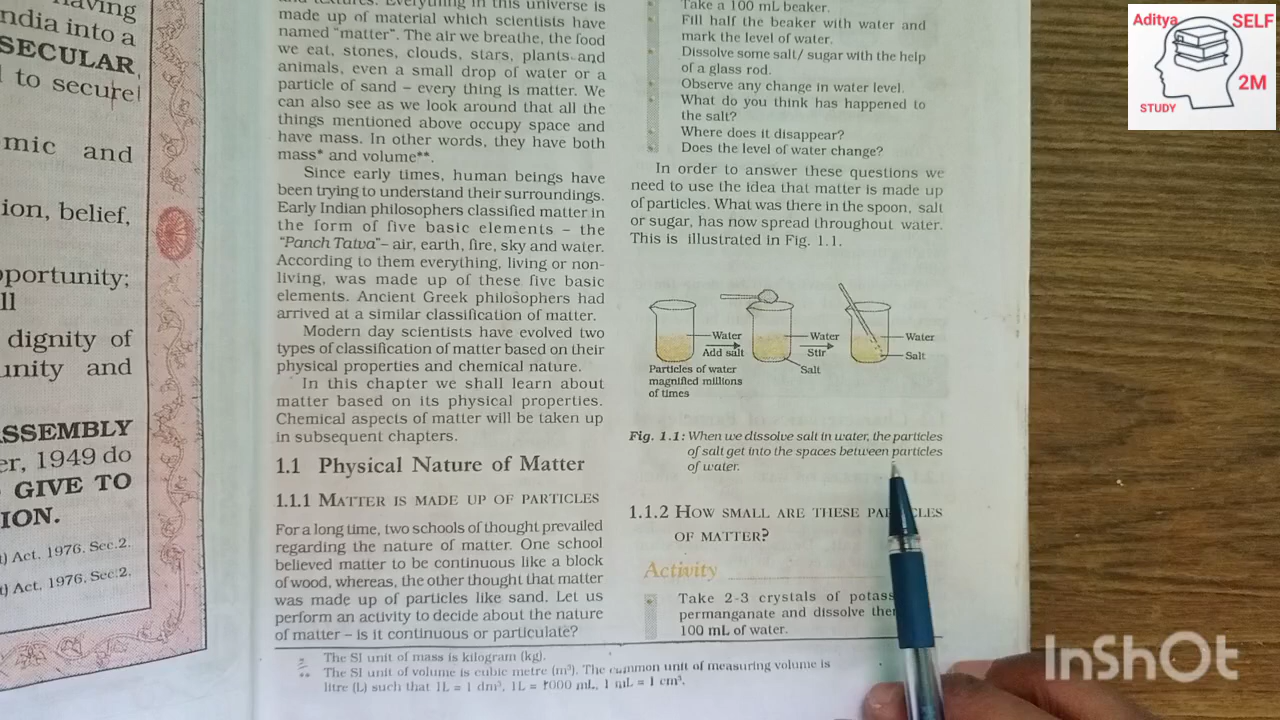 having
ndia into a
SECULAR
to secure
mic and
ion, belief,
pportunity;
ll
dignity of
unity and
ASSEMBLY
er, 1949 do
GIVE TO
ION.
t) Act. 1976. Sec.2.
t) Act. 1976. Sec.2.
and textures. Everything in this universe is
made up of material which scientists have
named “matter”. The air we breathe, the food
we eat, stones, clouds, stars, plants and
animals, even a small drop of water or a
particle of sand – every thing is matter. We
can also see as we look around that all the
things mentioned above occupy space and
have mass. In other words, they have both
mass* and volume**.
Since early times, human beings have
been trying to understand their surroundings.
Early Indian philosophers classified matter in
the form of five basic elements – the
“Panch Tatva”– air, earth, fire, sky and water.
According to them everything, living or non-
living, was made up of these five basic
elements. Ancient Greek philosophers had
arrived at a similar classification of matter.
Modern day scientists have evolved two
types of classification of matter based on their
physical properties and chemical nature.
In this chapter we shall learn about
matter based on its physical properties.
Chemical aspects of matter will be taken up
in subsequent chapters.
1.1 Physical Nature of Matter
1.1.1 MATTER IS MADE UP OF PARTICLES
For a long time, two schools of thought prevailed
regarding the nature of matter. One school
believed matter to be continuous like a block
of wood, whereas, the other thought that matter
was made up of particles like sand. Let us
perform an activity to decide about the nature
of matter – is it continuous or particulate?
Take a 100 mL beaker.
Fill half the beaker with water and
mark the level of water.
Dissolve some salt/ sugar with the help
of a glass rod.
Observe any change in water level.
What do you think has happened to
the salt?
Where does it disappear?
Does the level of water change?
In order to answer these questions we
need to use the idea that matter is made up
of particles. What was there in the spoon, salt
or sugar, has now spread throughout water.
This is illustrated in Fig. 1.1.
Water
Add salt
Water
Stir
Salt
Water
Salt
Particles of water
magnified millions
of times
Fig. 1.1: When we dissolve salt in water, the particles
of salt get into the spaces between particles
of water.
1.1.2 HOW SMALL ARE THESE PA CLES
OF MATTER?
Activity
Take 2-3 crystals of potas
permanganate and dissolve the
100 mL of water.
* The SI unit of mass is kilogram (kg).
** The SI unit of volume is cubic metre (m³). The common unit of measuring volume is
litre (L) such that 1L = 1 dm³, 1L = 1000 mL, 1 mL = 1 cm³.
Aditya SELF
2M
STUDY
InShOt